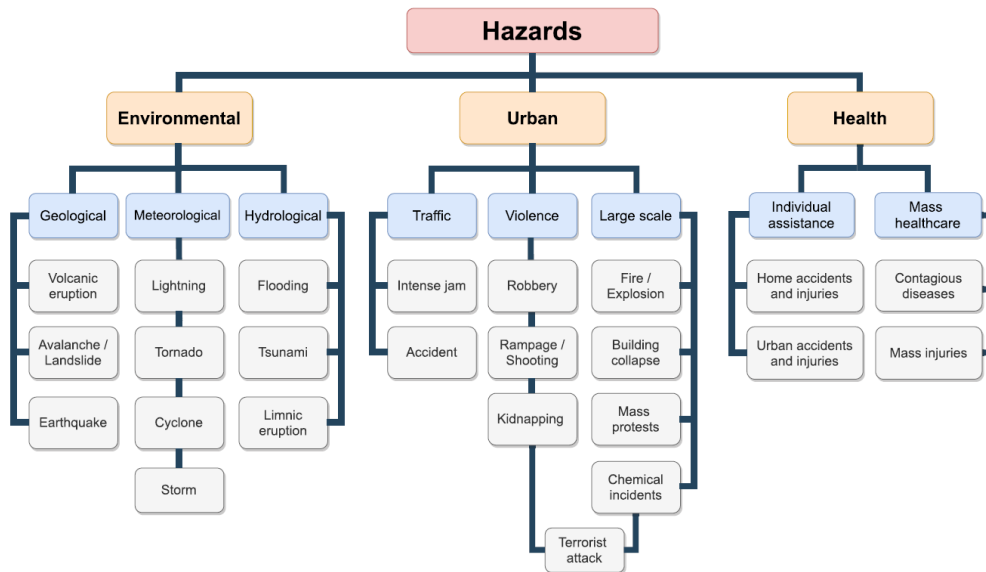 Hazards
Environmental
Urban
Health
Geological
Meteorological
Hydrological
Traffic
Violence
Large scale
Individual
assistance
Mass
healthcare
Volcanic
eruption
Lightning
Flooding
Intense jam
Robbery
Fire /
Explosion
Home accidents
and injuries
Contagious
diseases
Avalanche /
Landslide
Tornado
Tsunami
Accident
Rampage /
Shooting
Building
collapse
Urban accidents
and injuries
Mass injuries
Earthquake
Cyclone
Limnic
eruption
Kidnapping
Mass
protests
Storm
Chemical
incidents
Terrorist
attack